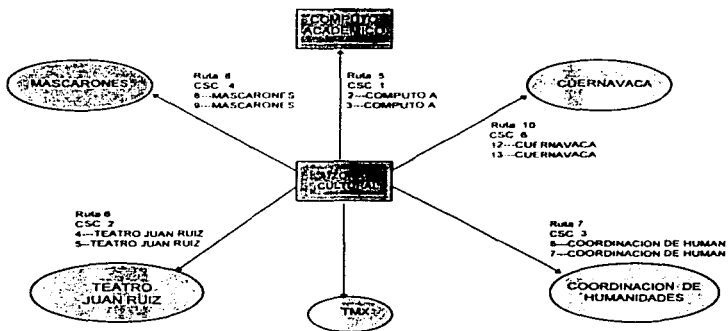 COMPUTO
ACADEMICO
MASCARONES
Ruta 8
CSC 4
8---MASCARONES
9---MASCARONES
Ruta 5
CSC 1
2---COMPUTO A
3---COMPUTO A
CUERNAVACA
Ruta 10
CSC 6
12---CUERNAVACA
13---CUERNAVACA
CULTURAL
Ruta 6
CSC 2
4---TEATRO JUAN RUIZ
5---TEATRO JUAN RUIZ
Ruta 7
CSC 3
6---COORDINACION DE HUMAN
7---COORDINACION DE HUMAN
TEATRO
JUAN RUIZ
TMX
COORDINACION DE
HUMANIDADES